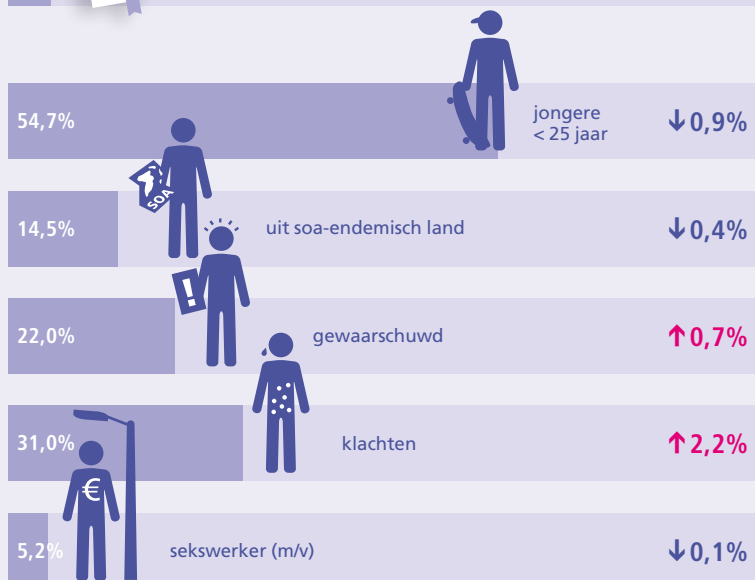 54,7%
jongere
< 25 jaar
↓0,9%
SOA
14,5%
uit soa-endemisch land
↓0,4%
!
22,0%
gewaarschuwd
↑0,7%
31,0%
klachten
↑2,2%
€
5,2%
sekswerker (m/v)
↓0,1%